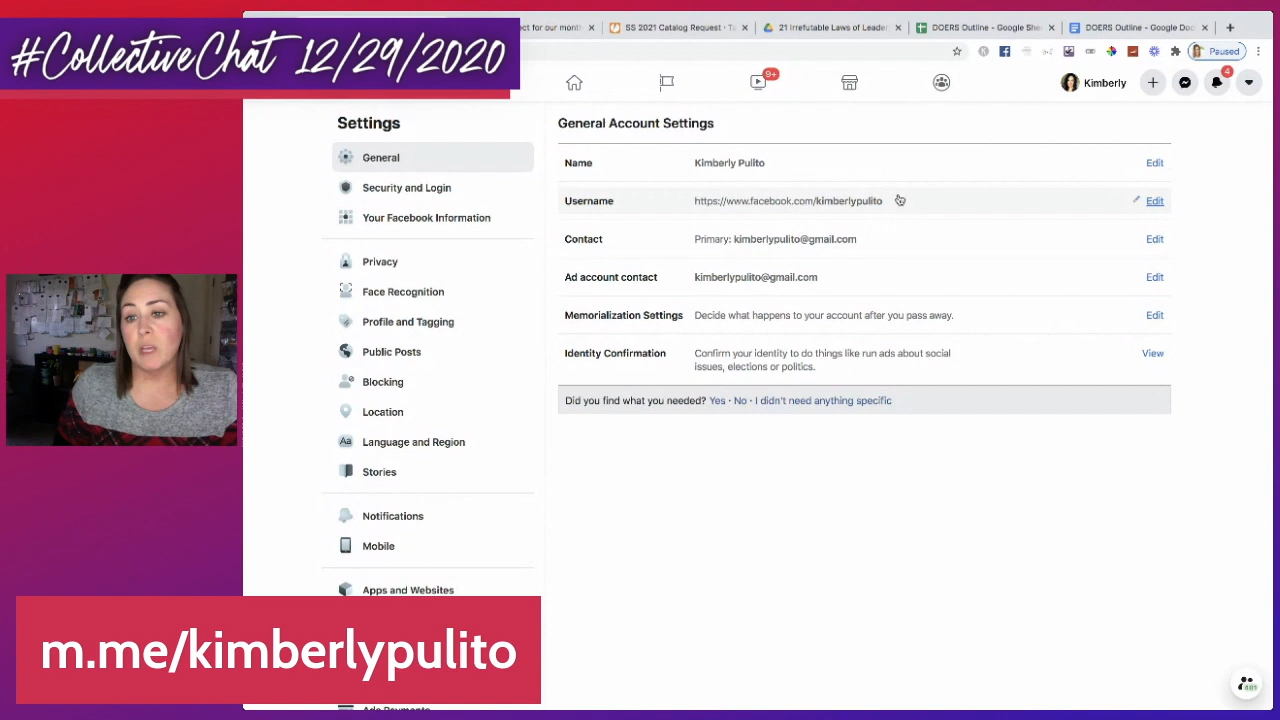 #CollectiveChat 12/29/2020
ect for our month
SS 2021 Catalog Request
21 Irrefutable Laws of Leader
DOERS Outline - Google She
DOERS Outline - Google Doc
Paused
9+
Kimberly
4
Settings
General
Security and Login
Your Facebook Information
Privacy
Face Recognition
Profile and Tagging
Public Posts
Blocking
Location
Language and Region
Stories
Notifications
Mobile
Apps and Websites
General Account Settings
Name Kimberly Pulito Edit
Username https://www.facebook.com/kimberlypulito Edit
Contact Primary: kimberlypulito@gmail.com Edit
Ad account contact kimberlypulito@gmail.com Edit
Memorialization Settings Decide what happens to your account after you pass away. Edit
Identity Confirmation Confirm your identity to do things like run ads about social View
issues, elections or politics.
Did you find what you needed? Yes · No · I didn't need anything specific
m.me/kimberlypulito